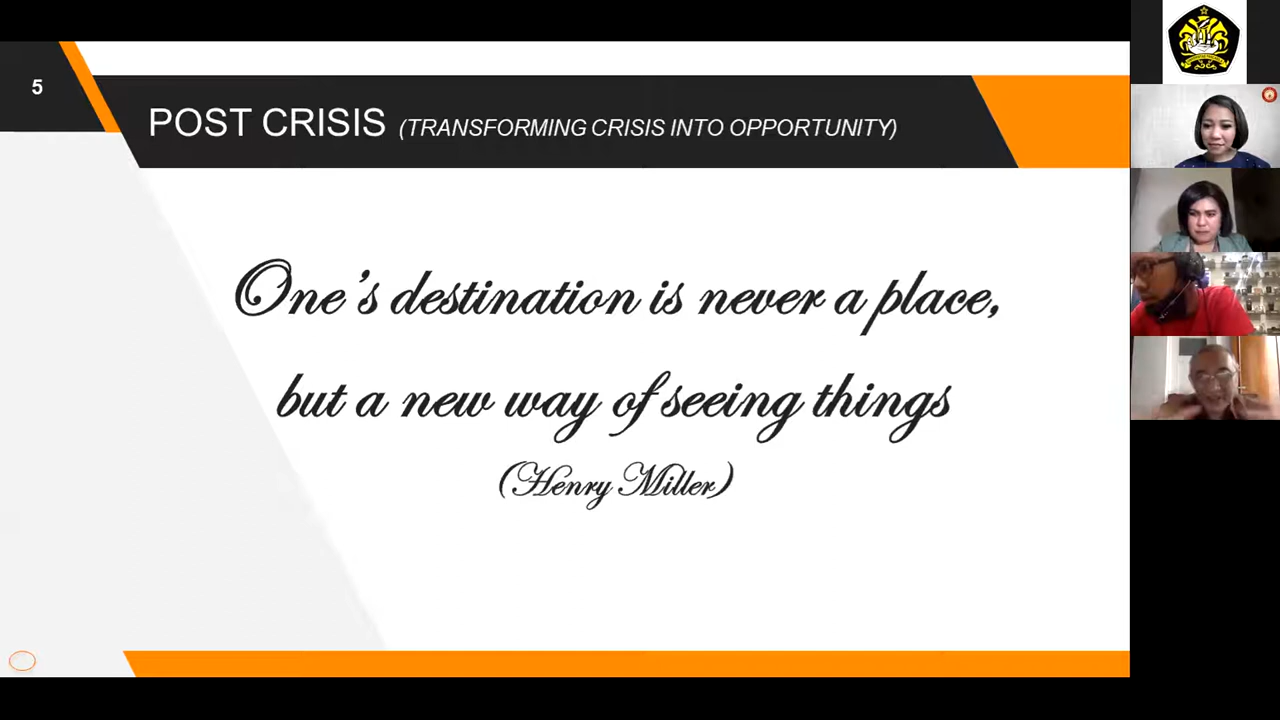 5
POST CRISIS (TRANSFORMING CRISIS INTO OPPORTUNITY)
One's destination is never a place,
but a new way of seeing things
(Henry Miller)